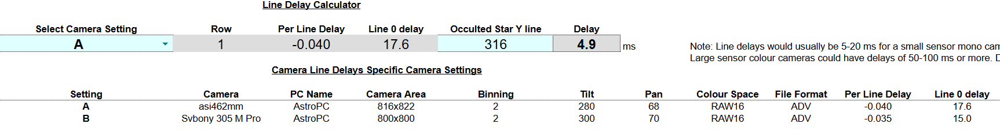 Line Delay Calculator
Select Camera Setting Row Per Line Delay Line 0 delay Occulted Star Y line Delay
A 1 -0.040 17.6 316 4.9 ms
Note: Line delays would usually be 5-20 ms for a small sensor mono cam
Large sensor colour cameras could have delays of 50-100 ms or more. D
Camera Line Delays Specific Camera Settings
Setting Camera PC Name Camera Area Binning Tilt Pan Colour Space File Format Per Line Delay Line 0 delay
A asi462mm AstroPC 816x822 2 280 68 RAW16 ADV -0.040 17.6
B Svbony 305 M Pro AstroPC 800x800 2 300 70 RAW16 ADV -0.035 15.0